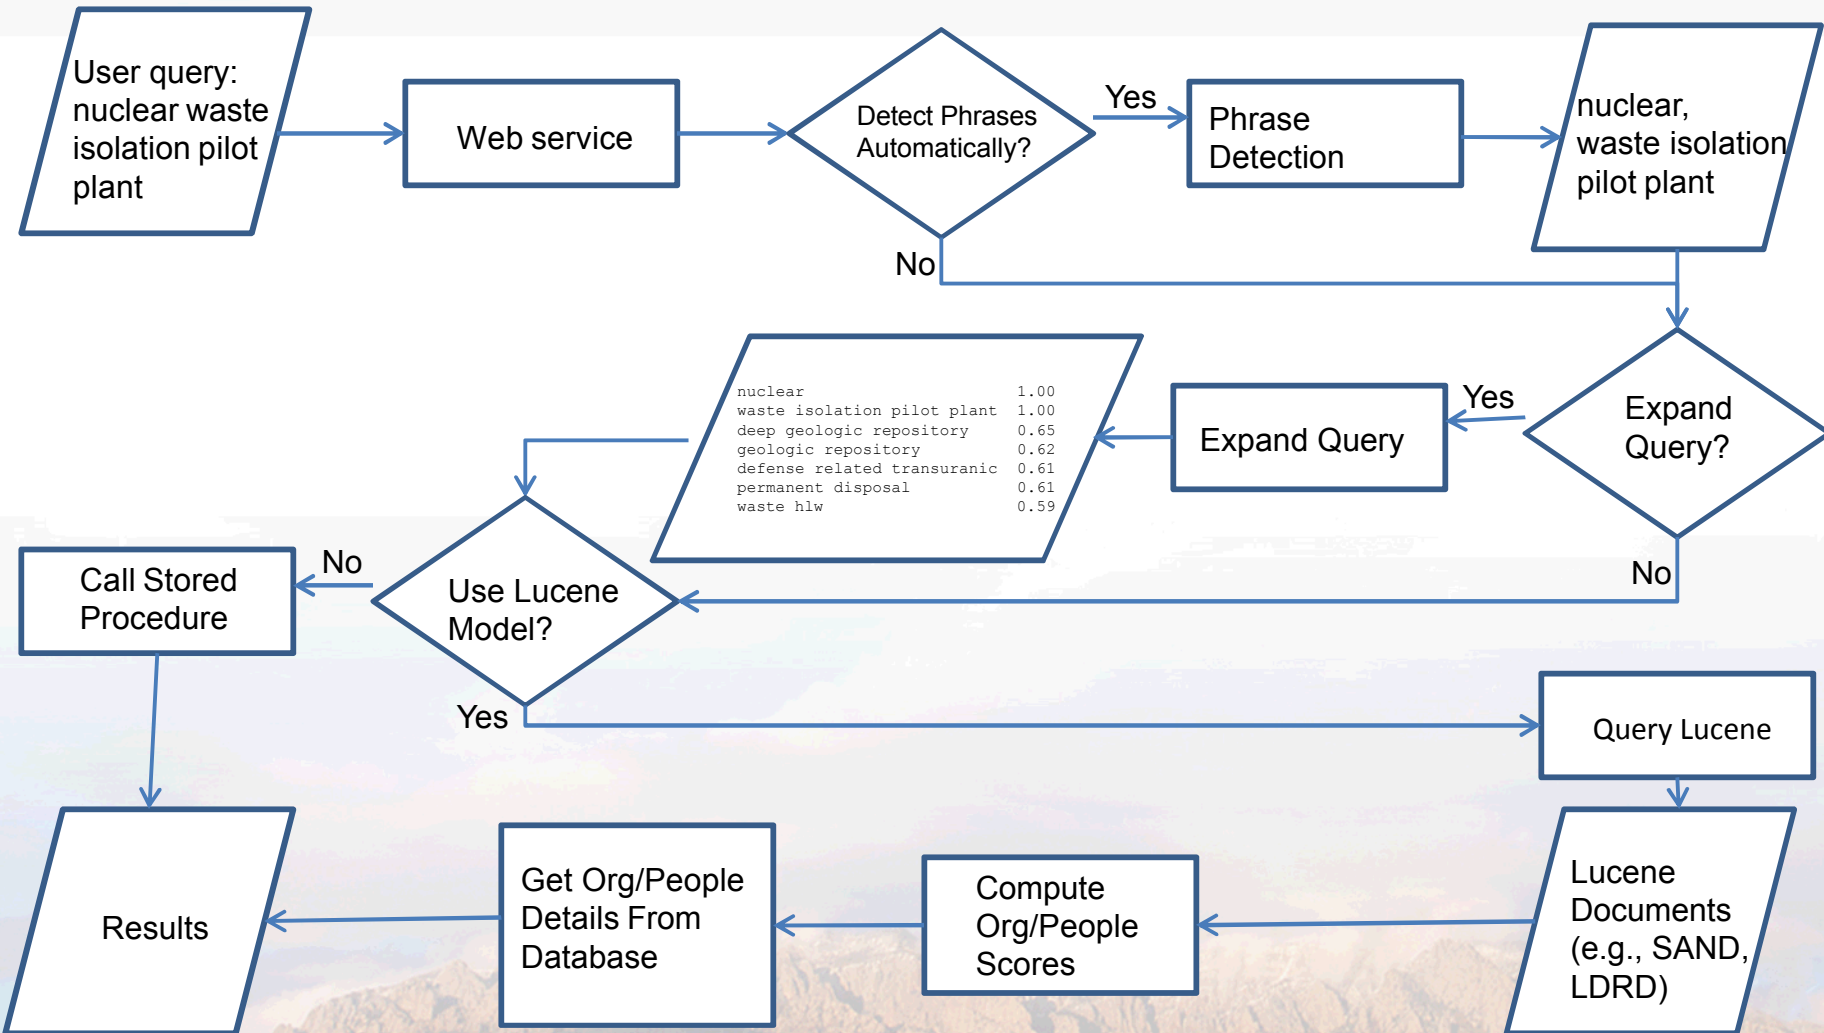 User query:
nuclear waste
isolation pilot
plant
Web service
Detect Phrases
Automatically?
Yes
Phrase
Detection
nuclear,
waste isolation
pilot plant
No
nuclear 1.00
waste isolation pilot plant 1.00
deep geologic repository 0.65
geologic repository 0.62
defense related transuranic 0.61
permanent disposal 0.61
waste hlw 0.59
Expand Query
Yes
Expand
Query?
No
Call Stored
Procedure
No
Use Lucene
Model?
Yes
Query Lucene
Results
Get Org/People
Details From
Database
Compute
Org/People
Scores
Lucene
Documents
(e.g., SAND,
LDRD)